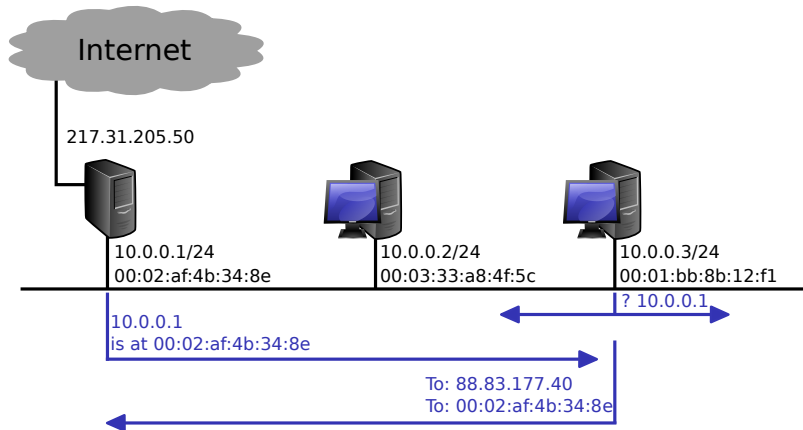 Internet
217.31.205.50
10.0.0.1/24
00:02:af:4b:34:8e
10.0.0.2/24
00:03:33:a8:4f:5c
10.0.0.3/24
00:01:bb:8b:12:f1
? 10.0.0.1
10.0.0.1
is at 00:02:af:4b:34:8e
To: 88.83.177.40
To: 00:02:af:4b:34:8e